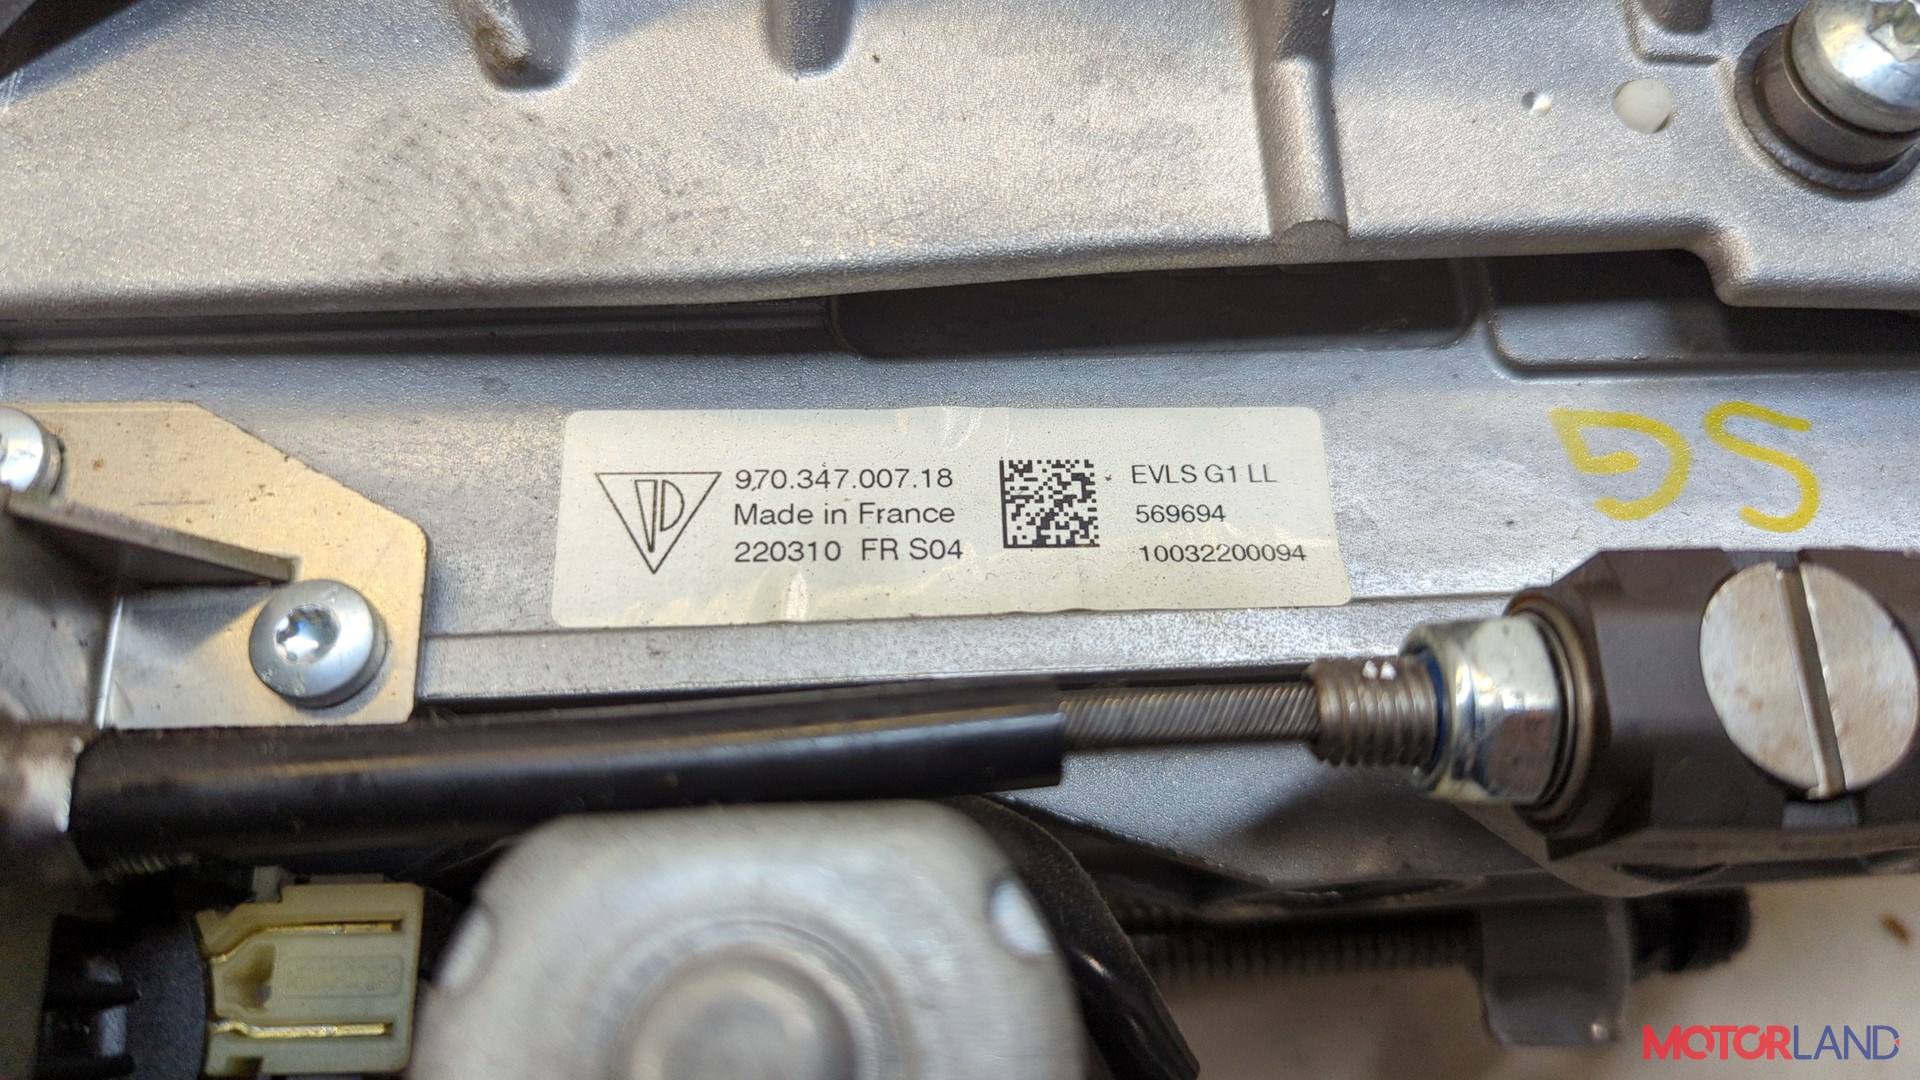 970.347.007.18
Made in France
220310 FR S04
EVLS G1 LL
569694
10032200094
SG
MOTORLAND